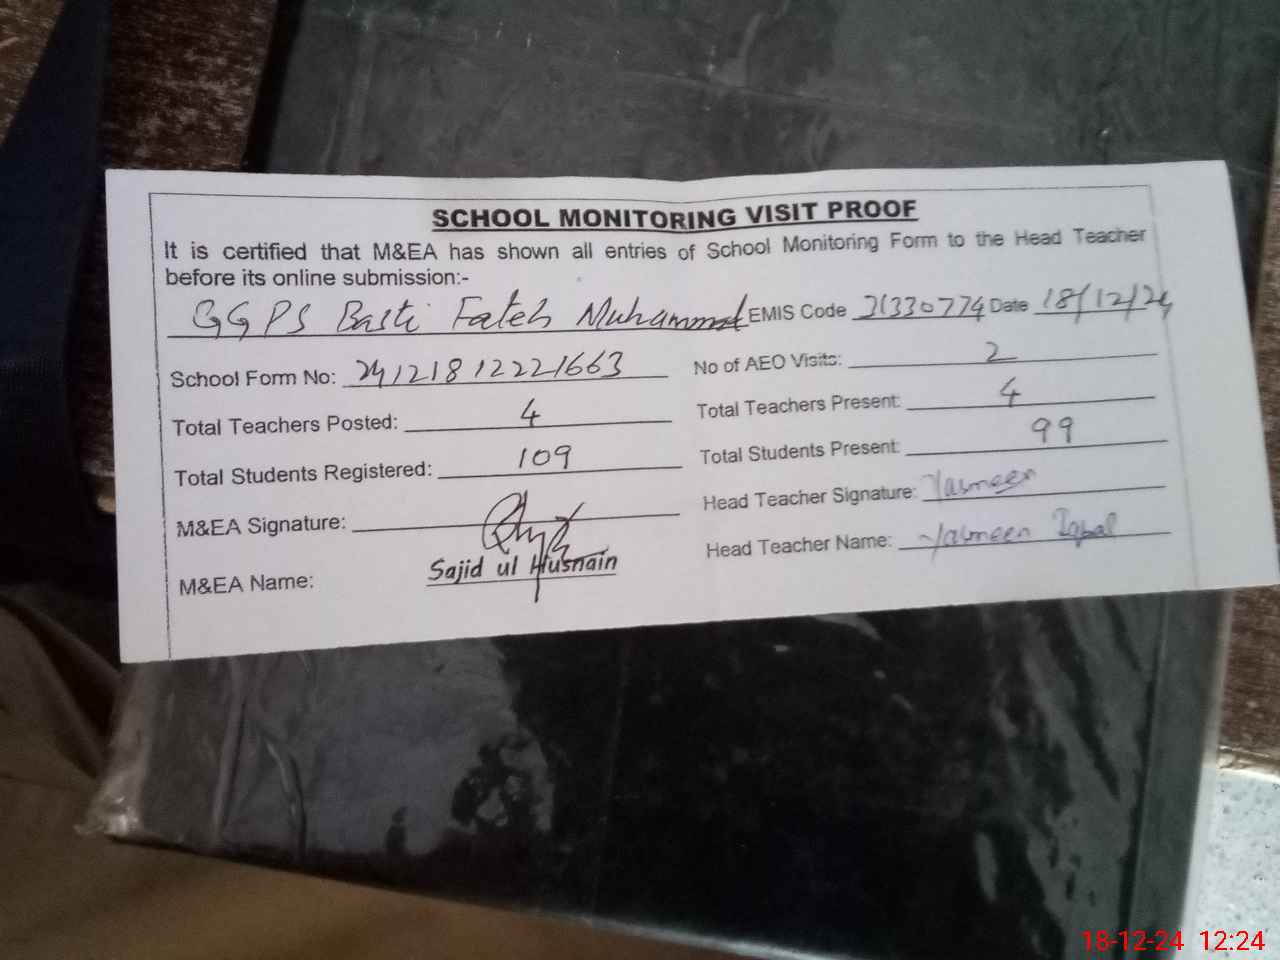 SCHOOL MONITORING VISIT PROOF
It is certified that M&EA has shown all entries of School Monitoring Form to the Head Teacher
before its online submission:-
GGPS Basti Fateh Muhammad EMIS Code 31330774 Date 18/12/24
School Form No: 24121812221663 No of AEO Visits: 2
Total Teachers Posted: 4 Total Teachers Present: 4
Total Students Registered: 109 Total Students Present: 99
M&EA Signature: Head Teacher Signature: Yasmeen
M&EA Name: Sajid ul Husnain Head Teacher Name: Yasmeen Iqbal
18-12-24 12:24